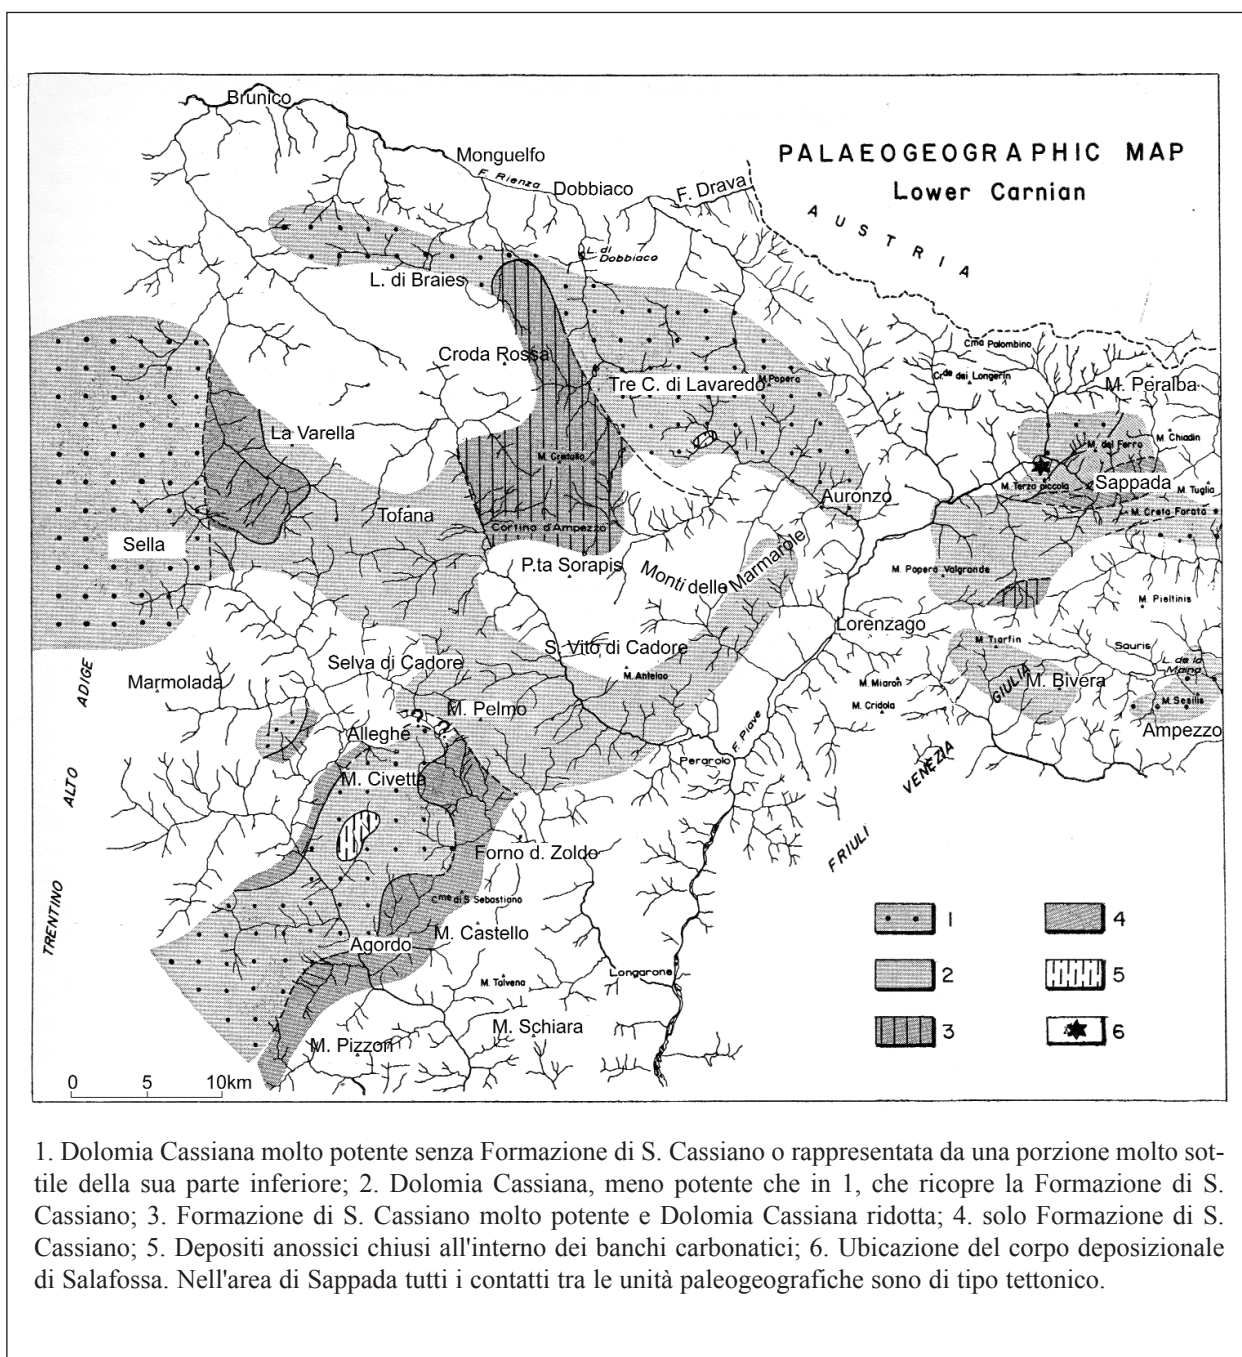 Brunico
Monguelfo
F. Rienza
Dobbiaco
F. Drava
PALAEOGEOGRAPHIC MAP
Lower Carnian
AUSTRIA
L. di Dobbiaco
L. di Braies
Croda Rossa
Cma Palombino
Cr.de dei Longerin
M. Peralba
Tre C. di Lavaredo
M. Popera
La Varella
M. Cristallo
M. del Ferro
M. Chiadin
M. Terza piccola
Sappada
M. Tuglia
Tofana
Auronzo
M. Creta Forata
Cortina d'Ampezzo
Sella
P.ta Sorapis
Monti delle Marmarole
M. Popera Valgrande
M. Pieltinis
Lorenzago
M. Tiarfin
Sauris
L. de la Maina
S. Vito di Cadore
Selva di Cadore
M. Antelao
M. Miaron
M. Bivera
GIULIA
M. Cridola
Marmolada
M. Pelmo
Ampezzo
Alleghe
? ?
F. Piave
Perarolo
VENEZIA
M. Civetta
FRIULI
ADIGE
ALTO
TRENTINO
Forno d. Zoldo
Cme di S. Sebastiano
M. Castello
Agordo
Longarone
M. Talvena
M. Schiara
M. Pizzon
1
2
3
4
5
6
0 5 10km
1. Dolomia Cassiana molto potente senza Formazione di S. Cassiano o rappresentata da una porzione molto sot-
tile della sua parte inferiore; 2. Dolomia Cassiana, meno potente che in 1, che ricopre la Formazione di S.
Cassiano; 3. Formazione di S. Cassiano molto potente e Dolomia Cassiana ridotta; 4. solo Formazione di S.
Cassiano; 5. Depositi anossici chiusi all'interno dei banchi carbonatici; 6. Ubicazione del corpo deposizionale
di Salafossa. Nell'area di Sappada tutti i contatti tra le unità paleogeografiche sono di tipo tettonico.